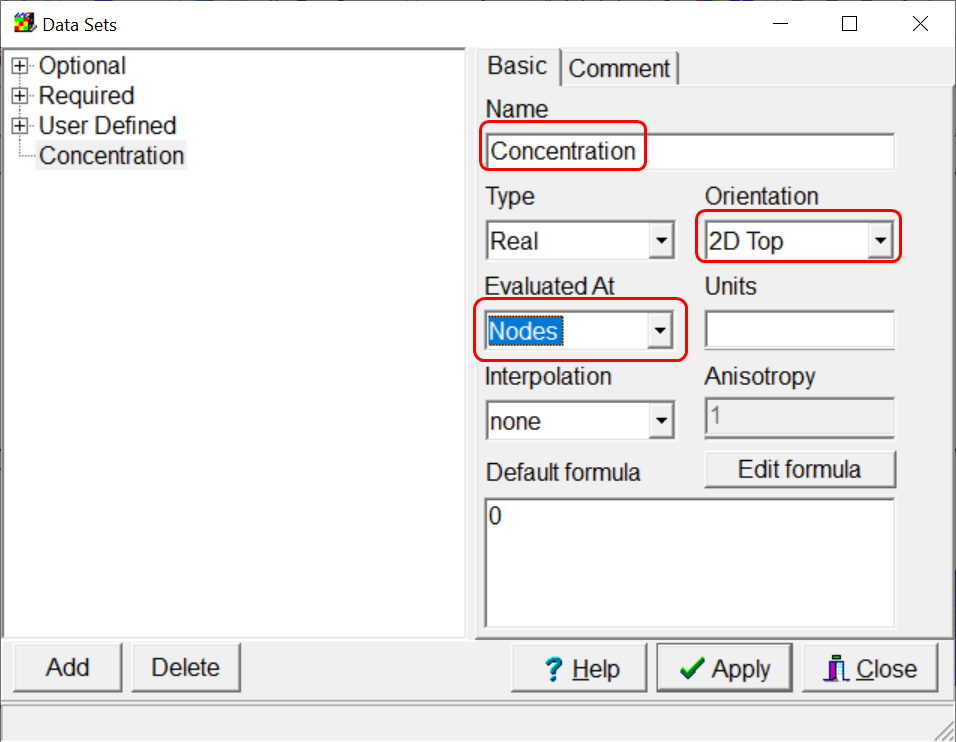 Data Sets
Optional
Required
User Defined
Concentration
Basic Comment
Name
Concentration
Type Orientation
Real 2D Top
Evaluated At Units
Nodes
Interpolation Anisotropy
none 1
Default formula Edit formula
0
Add Delete ? Help Apply Close